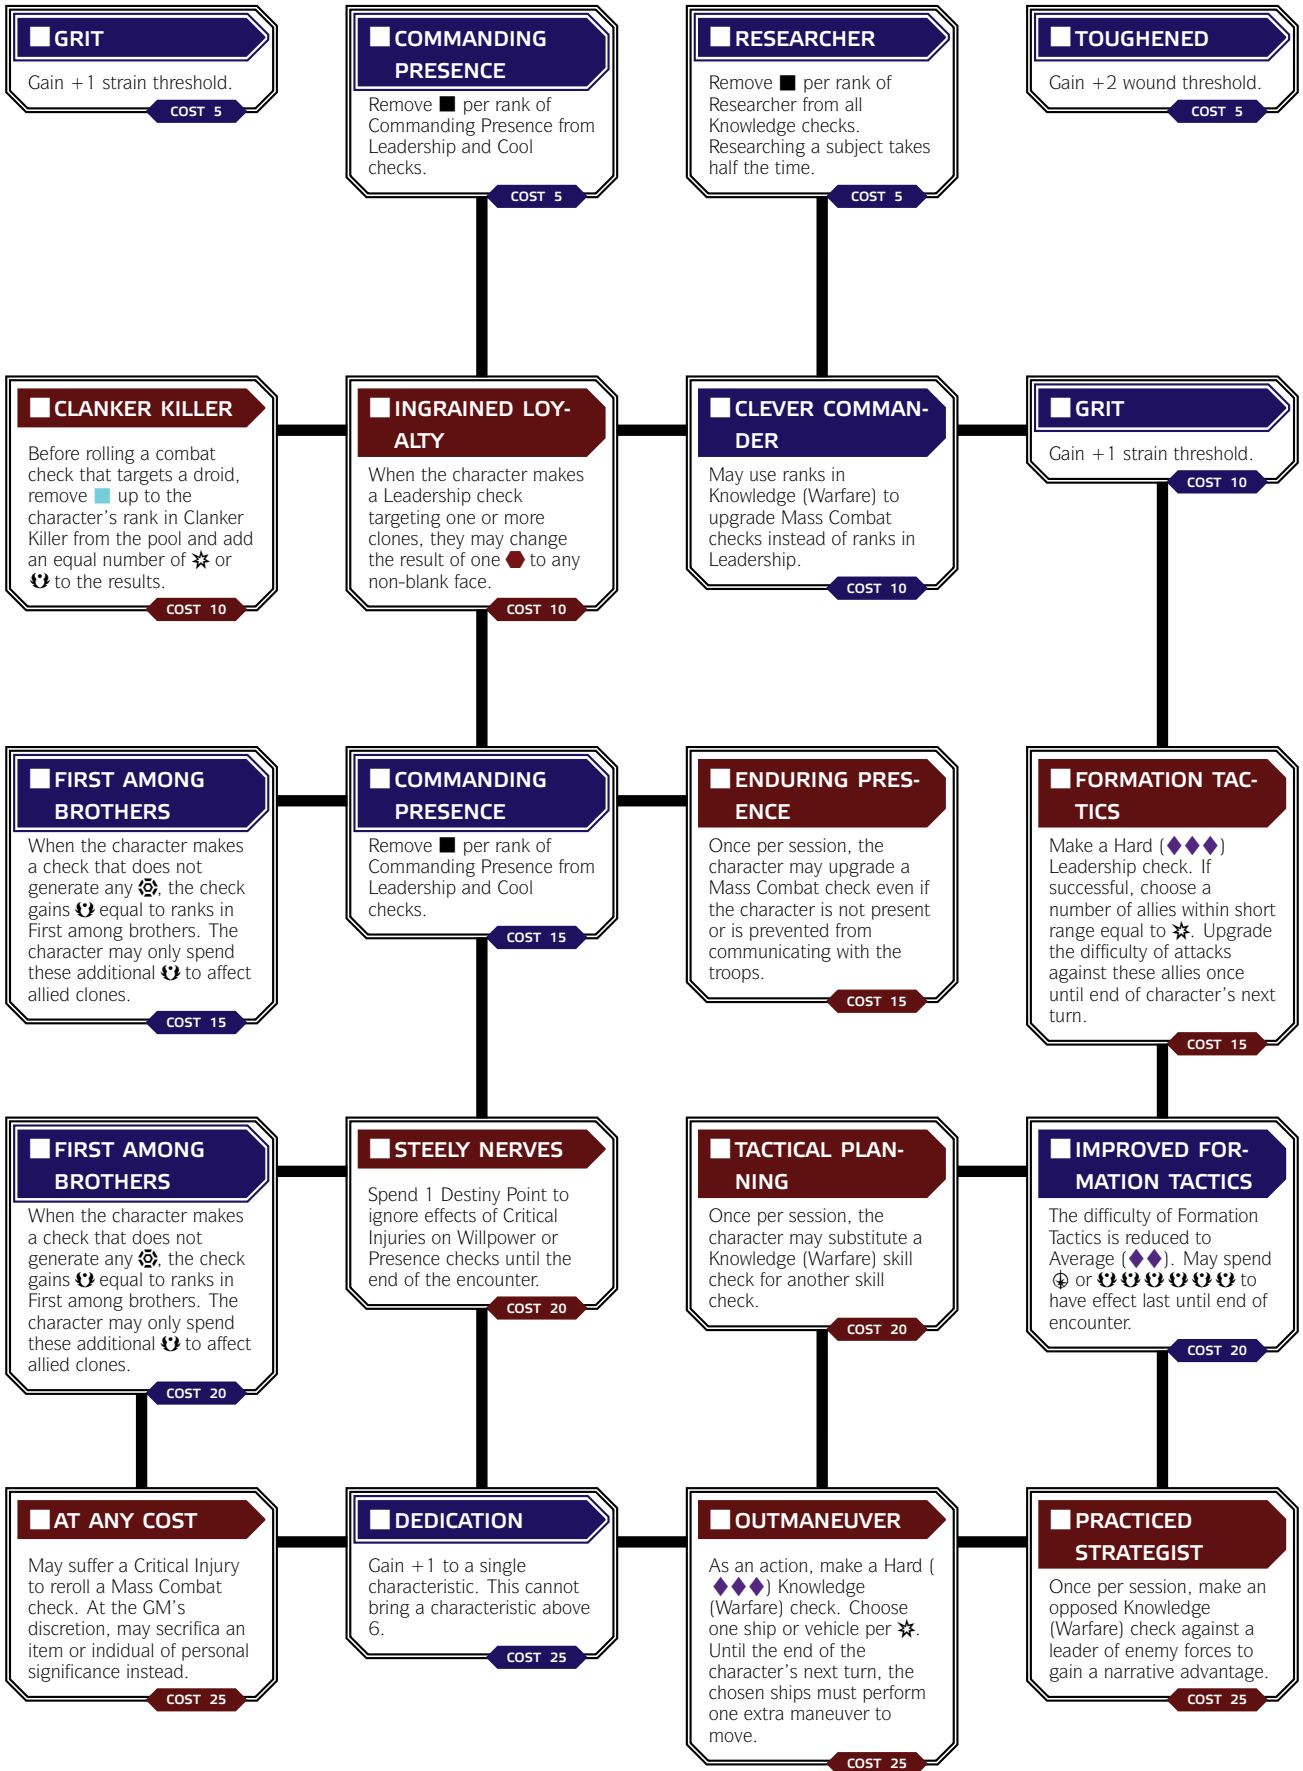 GRIT
Gain +1 strain threshold.
COST 5
COMMANDING
PRESENCE
Remove per rank of
Commanding Presence from
Leadership and Cool
checks.
COST 5
RESEARCHER
Remove per rank of
Researcher from all
Knowledge checks.
Researching a subject takes
half the time.
COST 5
TOUGHENED
Gain +2 wound threshold.
COST 5
CLANKER KILLER
Before rolling a combat
check that targets a droid,
remove up to the
character's rank in Clanker
Killer from the pool and add
an equal number of or
to the results.
COST 10
INGRAINED LOY-
ALTY
When the character makes
a Leadership check
targeting one or more
clones, they may change
the result of one to any
non-blank face.
COST 10
CLEVER COMMAN-
DER
May use ranks in
Knowledge (Warfare) to
upgrade Mass Combat
checks instead of ranks in
Leadership.
COST 10
GRIT
Gain +1 strain threshold.
COST 10
FIRST AMONG
BROTHERS
When the character makes
a check that does not
generate any , the check
gains equal to ranks in
First among brothers. The
character may only spend
these additional to affect
allied clones.
COST 15
COMMANDING
PRESENCE
Remove per rank of
Commanding Presence from
Leadership and Cool
checks.
COST 15
ENDURING PRES-
ENCE
Once per session, the
character may upgrade a
Mass Combat check even if
the character is not present
or is prevented from
communicating with the
troops.
COST 15
FORMATION TAC-
TICS
Make a Hard ( )
Leadership check. If
successful, choose a
number of allies within short
range equal to . Upgrade
the difficulty of attacks
against these allies once
until end of character's next
turn.
COST 15
FIRST AMONG
BROTHERS
When the character makes
a check that does not
generate any , the check
gains equal to ranks in
First among brothers. The
character may only spend
these additional to affect
allied clones.
COST 20
STEELY NERVES
Spend 1 Destiny Point to
ignore effects of Critical
Injuries on Willpower or
Presence checks until the
end of the encounter.
COST 20
TACTICAL PLAN-
NING
Once per session, the
character may substitute a
Knowledge (Warfare) skill
check for another skill
check.
COST 20
IMPROVED FOR-
MATION TACTICS
The difficulty of Formation
Tactics is reduced to
Average ( ). May spend
or to
have effect last until end of
encounter.
COST 20
AT ANY COST
May suffer a Critical Injury
to reroll a Mass Combat
check. At the GM's
discretion, may secrifica an
item or indidual of personal
significance instead.
COST 25
DEDICATION
Gain +1 to a single
characteristic. This cannot
bring a characteristic above
6.
COST 25
OUTMANEUVER
As an action, make a Hard (
) Knowledge
(Warfare) check. Choose
one ship or vehicle per .
Until the end of the
character's next turn, the
chosen ships must perform
one extra maneuver to
move.
COST 25
PRACTICED
STRATEGIST
Once per session, make an
opposed Knowledge
(Warfare) check against a
leader of enemy forces to
gain a narrative advantage.
COST 25